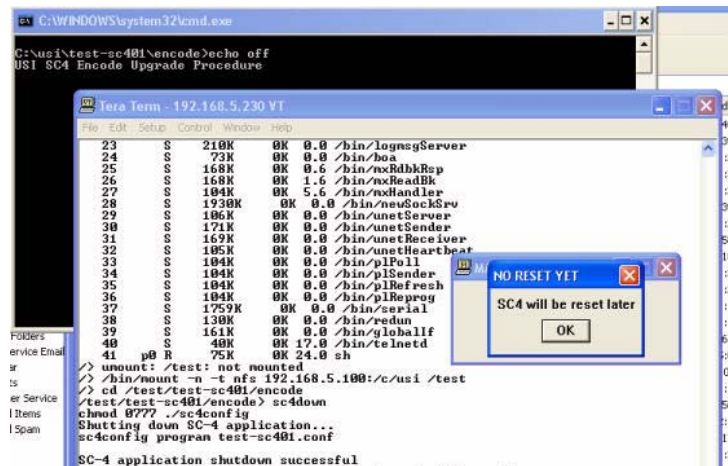 C:\WINDOWS\system32\cmd.exe
C:\usi\test-sc401\encode>echo off
USI SC4 Encode Upgrade Procedure
Tera Term - 192.168.5.230 VT
File Edit Setup Control Window Help
23 S 210K 0K 0.0 /bin/logmsgServer
24 S 73K 0K 0.0 /bin/boa
25 S 168K 0K 0.6 /bin/mxRdbkRsp
26 S 168K 0K 1.6 /bin/mxReadBk
27 S 104K 0K 5.6 /bin/mxHandler
28 S 1930K 0K 0.0 /bin/newSockSrv
29 S 106K 0K 0.0 /bin/unetServer
30 S 171K 0K 0.0 /bin/unetSender
31 S 169K 0K 0.0 /bin/unetReceiver
32 S 105K 0K 0.0 /bin/unetHeartbeat
33 S 104K 0K 0.0 /bin/plPoll
34 S 104K 0K 0.0 /bin/plSender
35 S 104K 0K 0.0 /bin/plRefresh
36 S 104K 0K 0.0 /bin/plReprog
37 S 1759K 0K 0.0 /bin/serial
38 S 130K 0K 0.0 /bin/redun
39 S 161K 0K 0.0 /bin/globalIf
40 S 40K 0K 17.0 /bin/telnetd
41 p0 R 75K 0K 24.0 sh
/> umount: /test: not mounted
/> /bin/mount -n -t nfs 192.168.5.100:/c/usi /test
/> cd /test/test-sc401/encode
/test/test-sc401/encode> sc4down
chmod 0777 ./sc4config
Shutting down SC-4 application...
sc4config program test-sc401.conf
SC-4 application shutdown successful
NO RESET YET
SC4 will be reset later
OK
Folders
ervice Email
er Service
l Items
l Spam